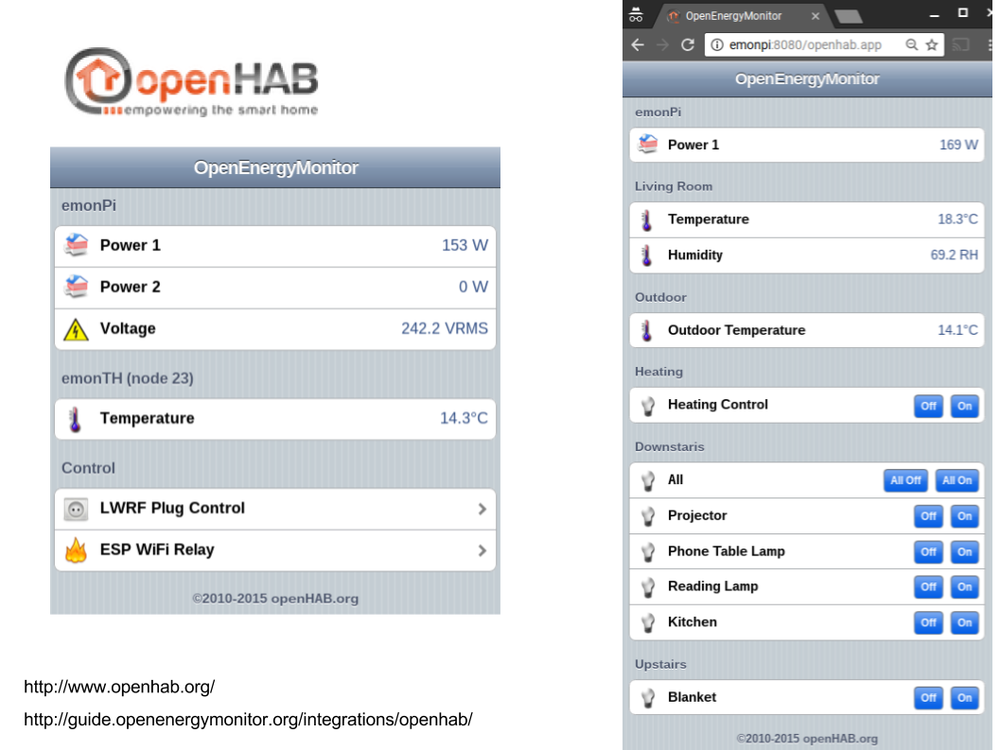 openHAB
empowering the smart home
OpenEnergyMonitor
emonPi
Power 1 153 W
Power 2 0 W
Voltage 242.2 VRMS
emonTH (node 23)
Temperature 14.3°C
Control
LWRF Plug Control
ESP WiFi Relay
©2010-2015 openHAB.org
http://www.openhab.org/
http://guide.openenergymonitor.org/integrations/openhab/
OpenEnergyMonitor
emonpi:8080/openhab.app
OpenEnergyMonitor
emonPi
Power 1 169 W
Living Room
Temperature 18.3°C
Humidity 69.2 RH
Outdoor
Outdoor Temperature 14.1°C
Heating
Heating Control Off On
Downstaris
All All Off All On
Projector Off On
Phone Table Lamp Off On
Reading Lamp Off On
Kitchen Off On
Upstairs
Blanket Off On
©2010-2015 openHAB.org